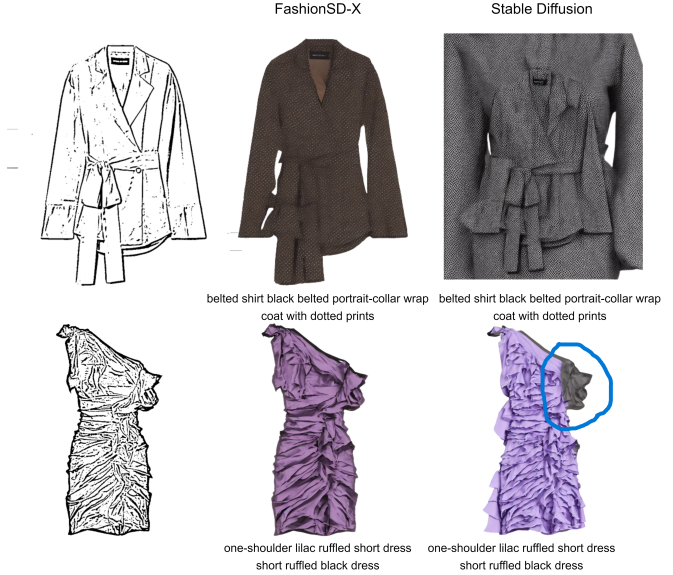 FashionSD-X
Stable Diffusion
belted shirt black belted portrait-collar wrap
coat with dotted prints
belted shirt black belted portrait-collar wrap
coat with dotted prints
one-shoulder lilac ruffled short dress
short ruffled black dress
one-shoulder lilac ruffled short dress
short ruffled black dress